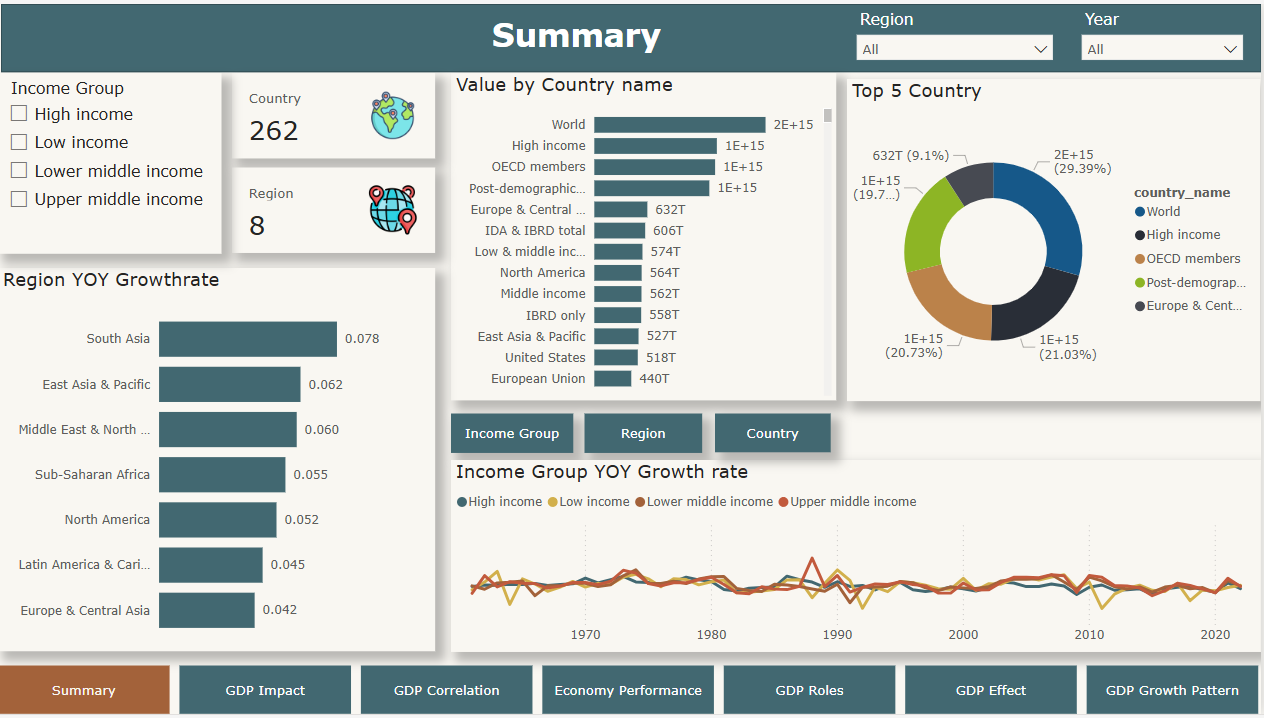 Summary
Region
All
Year
All
Income Group
High income
Low income
Lower middle income
Upper middle income
Country
262
Region
8
Value by Country name
World 2E+15
High income 1E+15
OECD members 1E+15
Post-demographic... 1E+15
Europe & Central ... 632T
IDA & IBRD total 606T
Low & middle inc... 574T
North America 564T
Middle income 562T
IBRD only 558T
East Asia & Pacific 527T
United States 518T
European Union 440T
Top 5 Country
632T (9.1%)
2E+15
(29.39%)
1E+15
(19.7...)
1E+15
(20.73%)
1E+15
(21.03%)
country_name
World
High income
OECD members
Post-demograp...
Europe & Cent...
Region YOY Growthrate
South Asia 0.078
East Asia & Pacific 0.062
Middle East & North ... 0.060
Sub-Saharan Africa 0.055
North America 0.052
Latin America & Cari... 0.045
Europe & Central Asia 0.042
Income Group
Region
Country
Income Group YOY Growth rate
High income Low income Lower middle income Upper middle income
1970 1980 1990 2000 2010 2020
Summary
GDP Impact
GDP Correlation
Economy Performance
GDP Roles
GDP Effect
GDP Growth Pattern